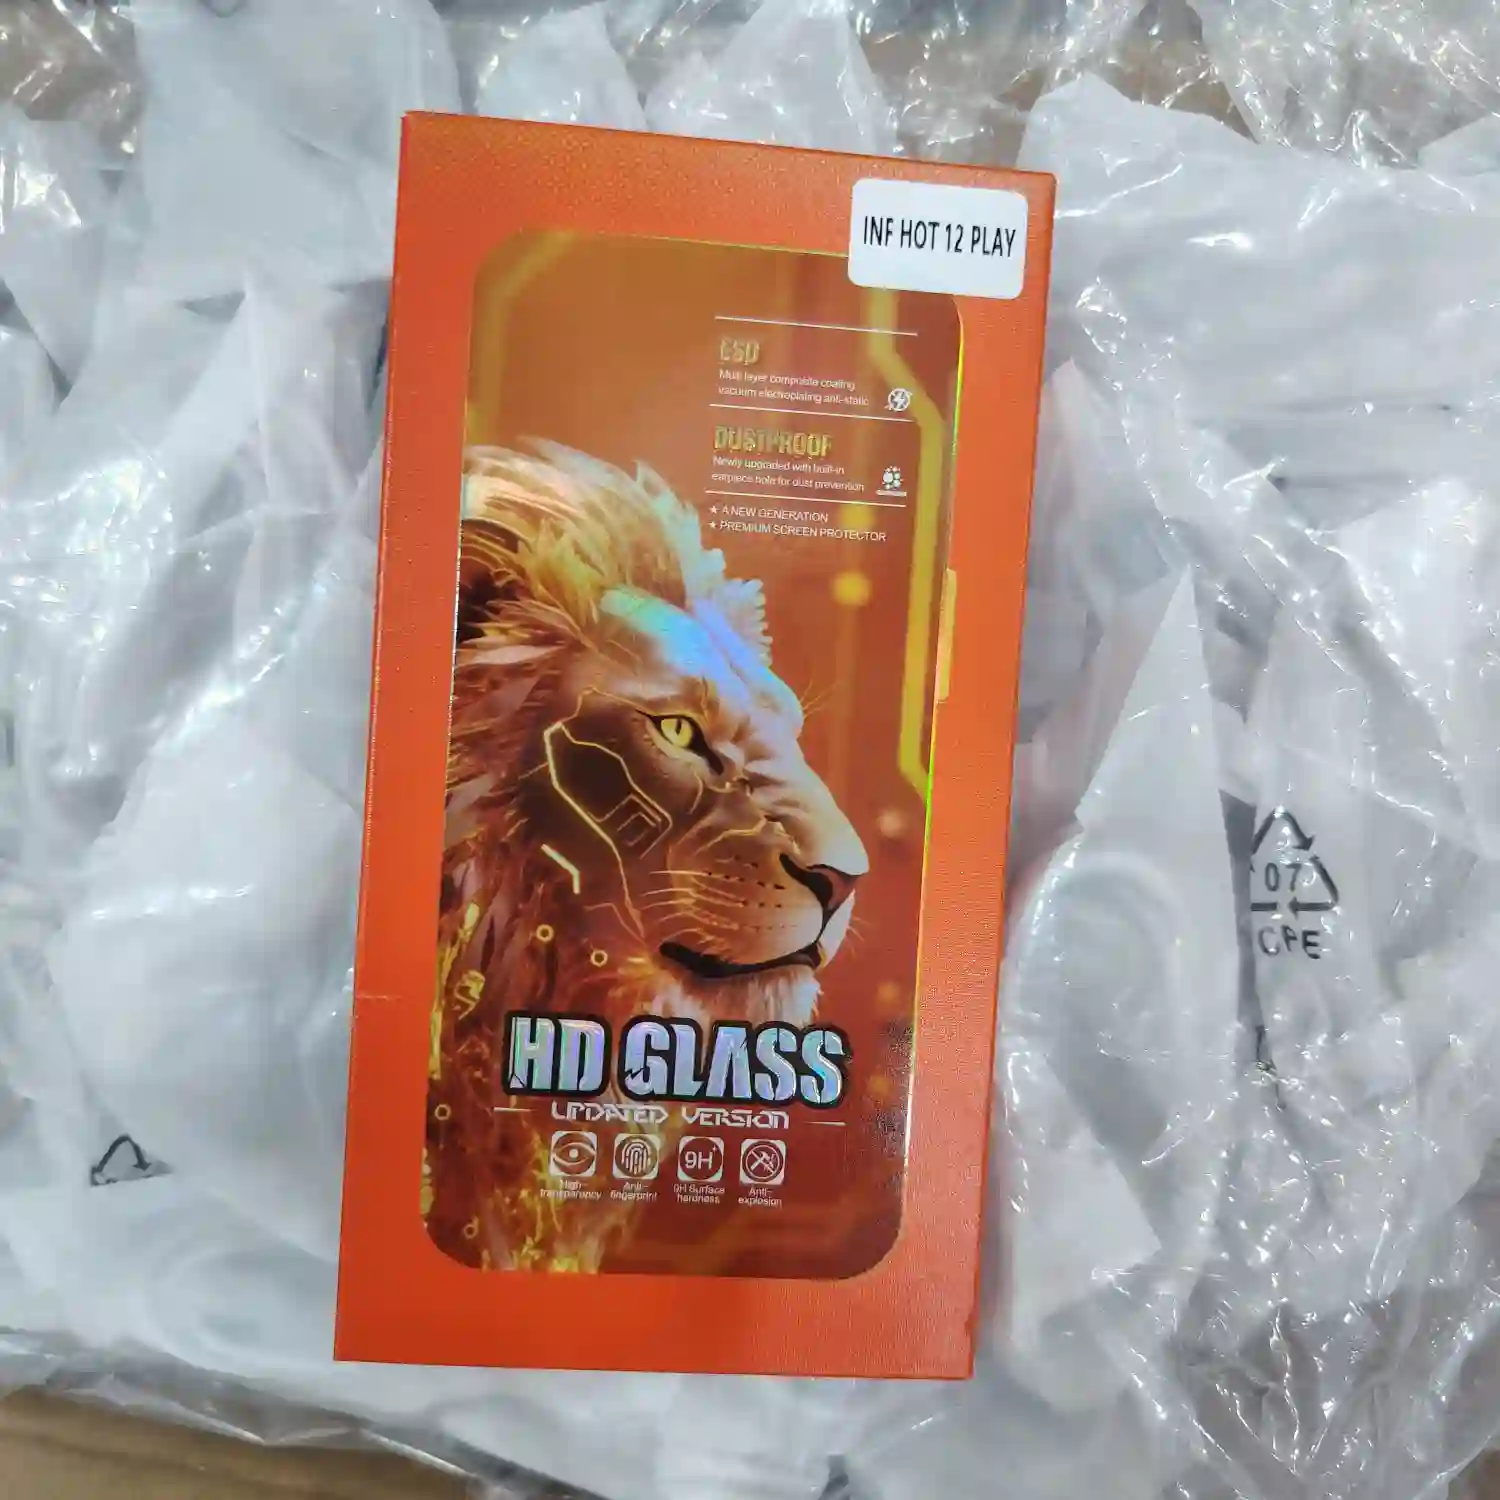 INF HOT 12 PLAY
ESD
Multi layer composite coating
vacuum electroplating anti-static
DUSTPROOF
Newly upgraded with built-in
earpiece hole for dust prevention
★ A NEW GENERATION
★ PREMIUM SCREEN PROTECTOR
HD GLASS
UPDATED VERSION
9H
High-
transparency
Anti-
fingerprint
9H Surface
hardness
Anti-
explosion
07
CPE